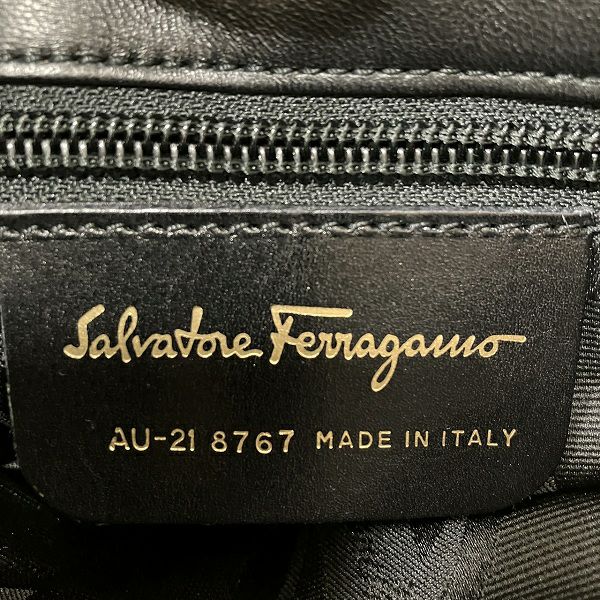 Salvatore Ferragamo
AU-21 8767 MADE IN ITALY